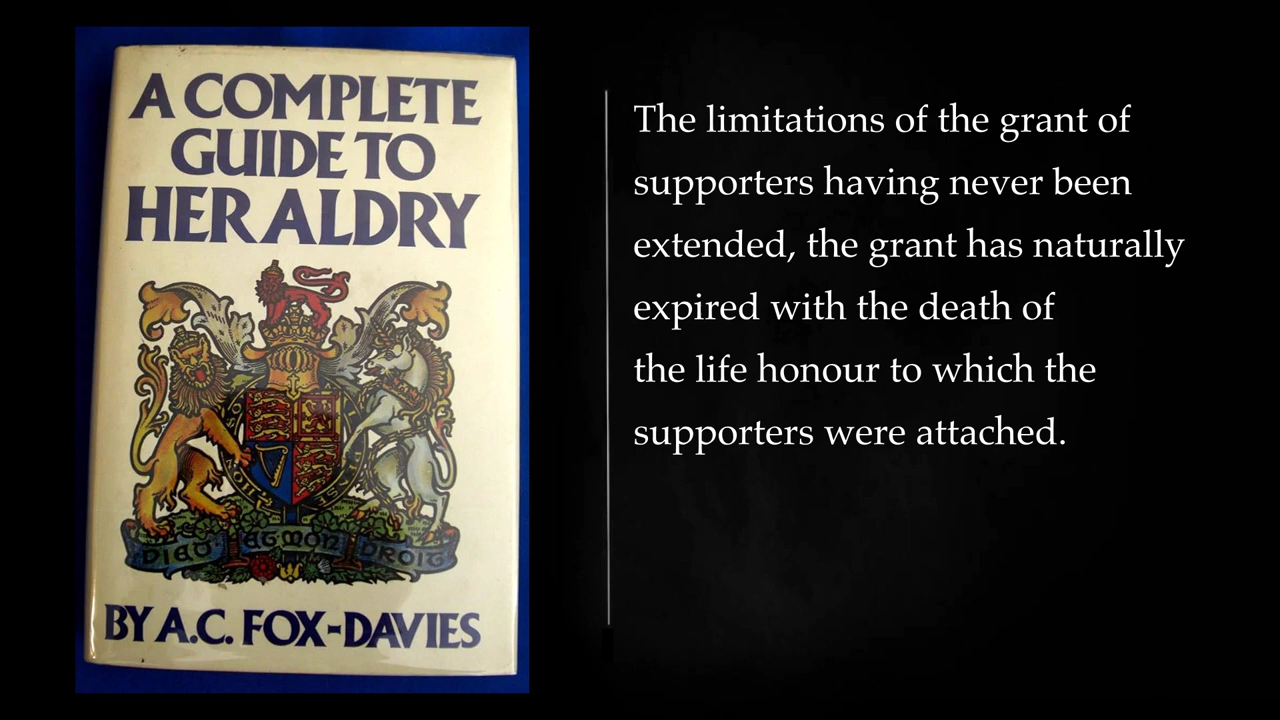 A COMPLETE
GUIDE TO
HERALDRY
DIEU ET MON DROIT
BY A.C. FOX-DAVIES
The limitations of the grant of
supporters having never been
extended, the grant has naturally
expired with the death of
the life honour to which the
supporters were attached.